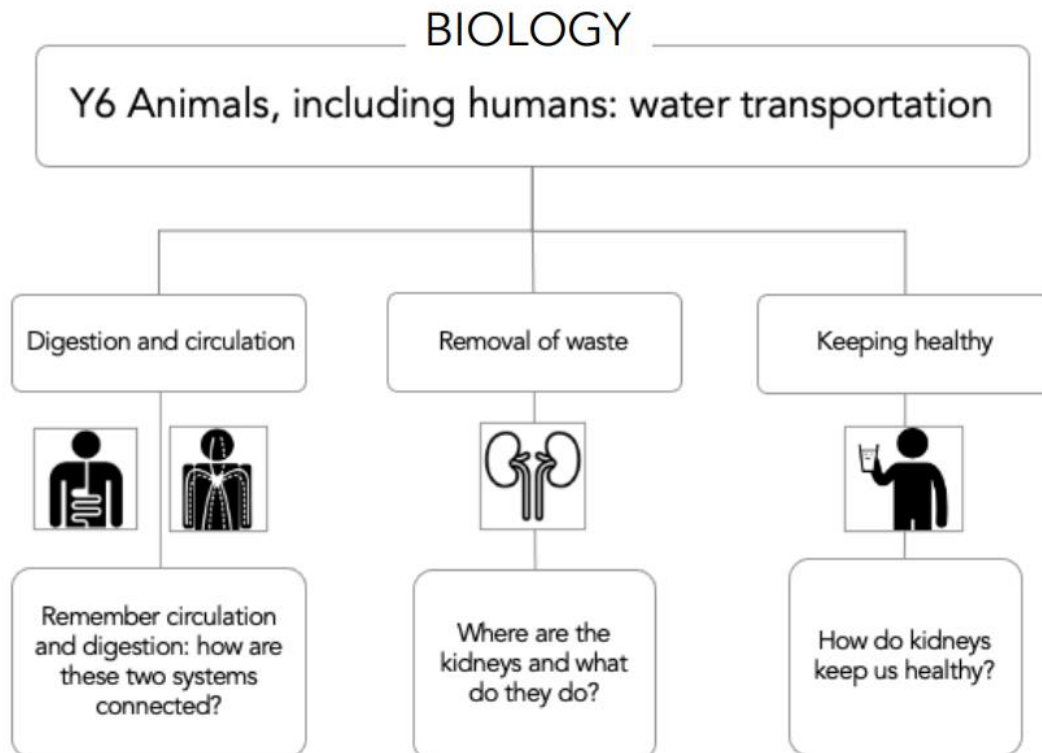 BIOLOGY
Y6 Animals, including humans: water transportation
Digestion and circulation
Removal of waste
Keeping healthy
Remember circulation
and digestion: how are
these two systems
connected?
Where are the
kidneys and what
do they do?
How do kidneys
keep us healthy?